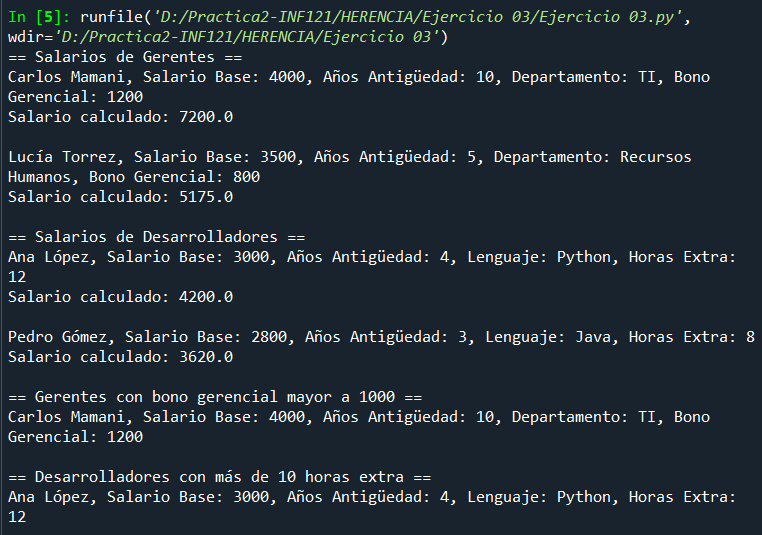 In [5]: runfile('D:/Practica2-INF121/HERENCIA/Ejercicio 03/Ejercicio 03.py',
wdir='D:/Practica2-INF121/HERENCIA/Ejercicio 03')
== Salarios de Gerentes ==
Carlos Mamani, Salario Base: 4000, Años Antigüedad: 10, Departamento: TI, Bono
Gerencial: 1200
Salario calculado: 7200.0

Lucía Torrez, Salario Base: 3500, Años Antigüedad: 5, Departamento: Recursos
Humanos, Bono Gerencial: 800
Salario calculado: 5175.0

== Salarios de Desarrolladores ==
Ana López, Salario Base: 3000, Años Antigüedad: 4, Lenguaje: Python, Horas Extra:
12
Salario calculado: 4200.0

Pedro Gómez, Salario Base: 2800, Años Antigüedad: 3, Lenguaje: Java, Horas Extra: 8
Salario calculado: 3620.0

== Gerentes con bono gerencial mayor a 1000 ==
Carlos Mamani, Salario Base: 4000, Años Antigüedad: 10, Departamento: TI, Bono
Gerencial: 1200

== Desarrolladores con más de 10 horas extra ==
Ana López, Salario Base: 3000, Años Antigüedad: 4, Lenguaje: Python, Horas Extra:
12